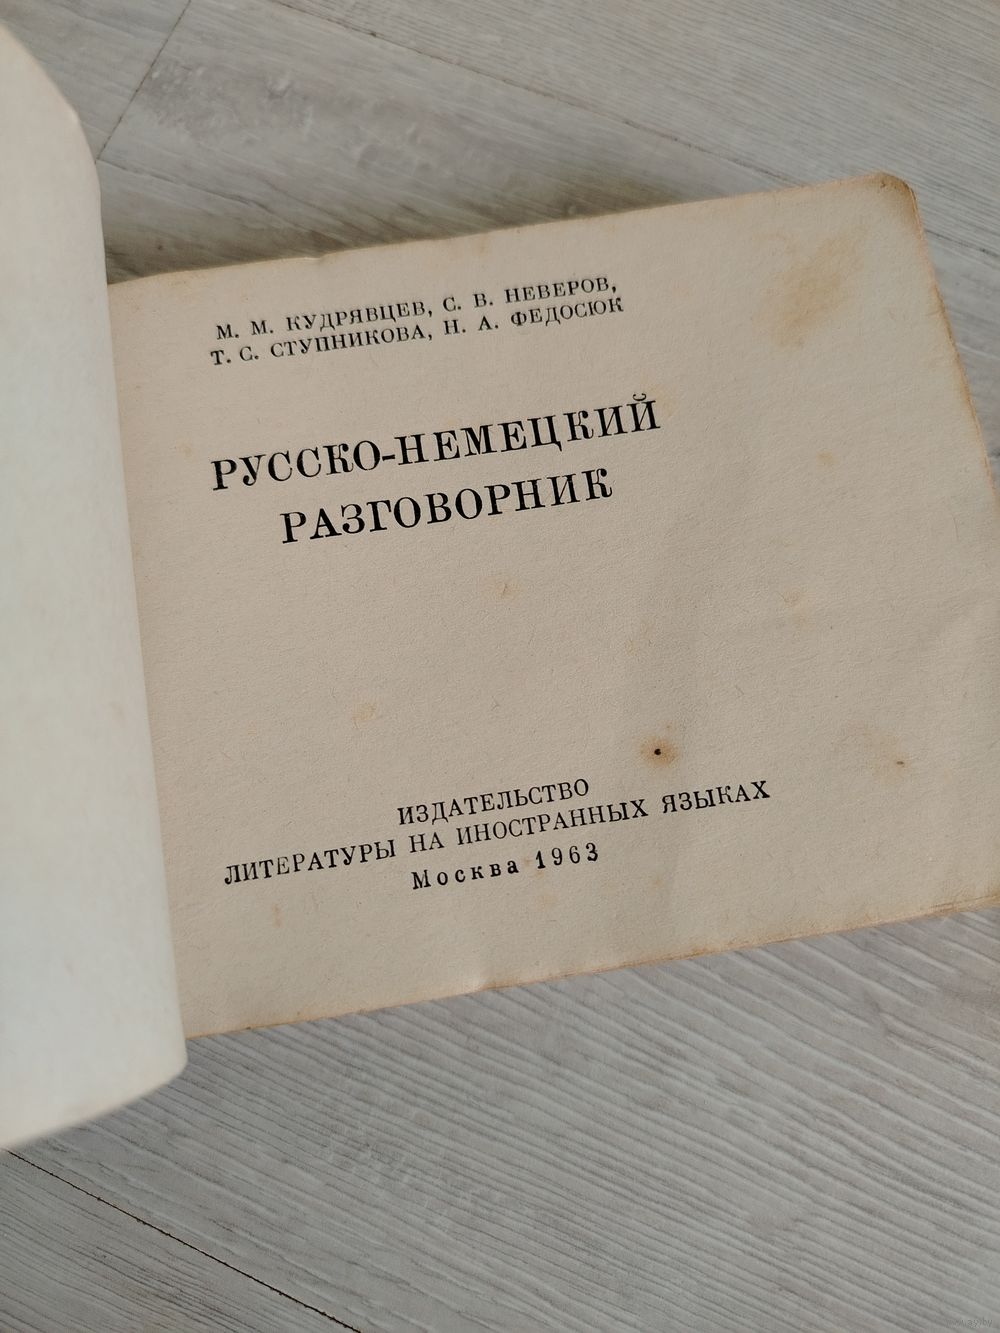 М. М. КУДРЯВЦЕВ, С. В. НЕВЕРОВ,
Т. С. СТУПНИКОВА, Н. А. ФЕДОСЮК
РУССКО-НЕМЕЦКИЙ
РАЗГОВОРНИК
ИЗДАТЕЛЬСТВО
ЛИТЕРАТУРЫ НА ИНОСТРАННЫХ ЯЗЫКАХ
Москва 1963